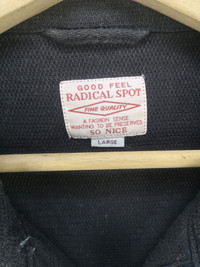 GOOD FEEL
RADICAL SPOT
FINE QUALITY
A FASHION SENSE
WANTING TO BE PRESERVED
SO NICE
LARGE